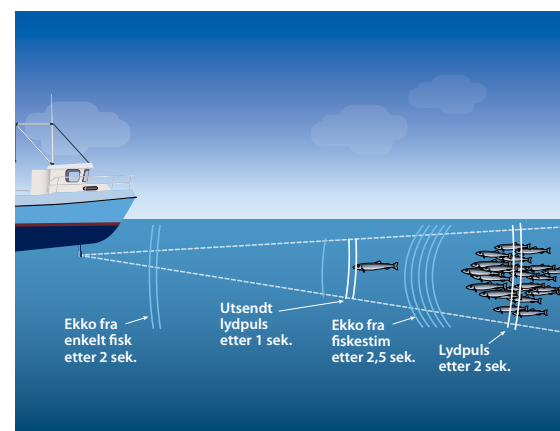 Ekko fra
enkelt fisk
etter 2 sek.
Utsendt
lydpuls
etter 1 sek.
Ekko fra
fiskestim
etter 2,5 sek.
Lydpuls
etter 2 sek.